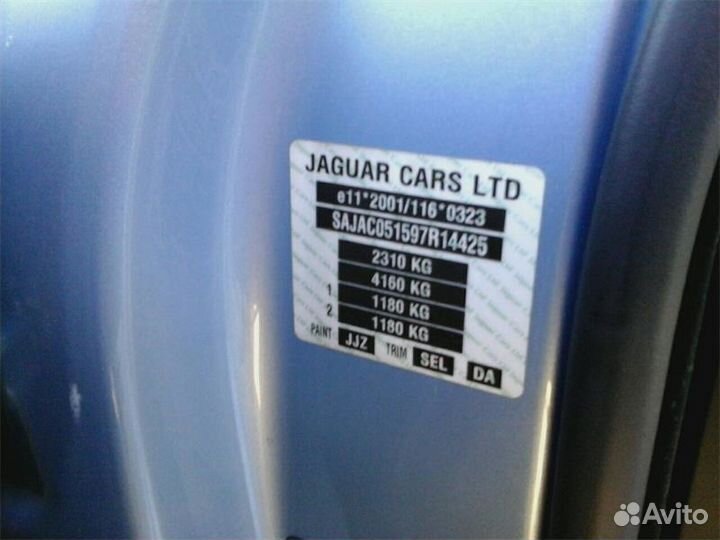 JAGUAR CARS LTD
e11*2001/116*0323
SAJAC051597R14425
2310 KG
4160 KG
1 1180 KG
2 1180 KG
PAINT JJZ TRIM SEL DA
Avito